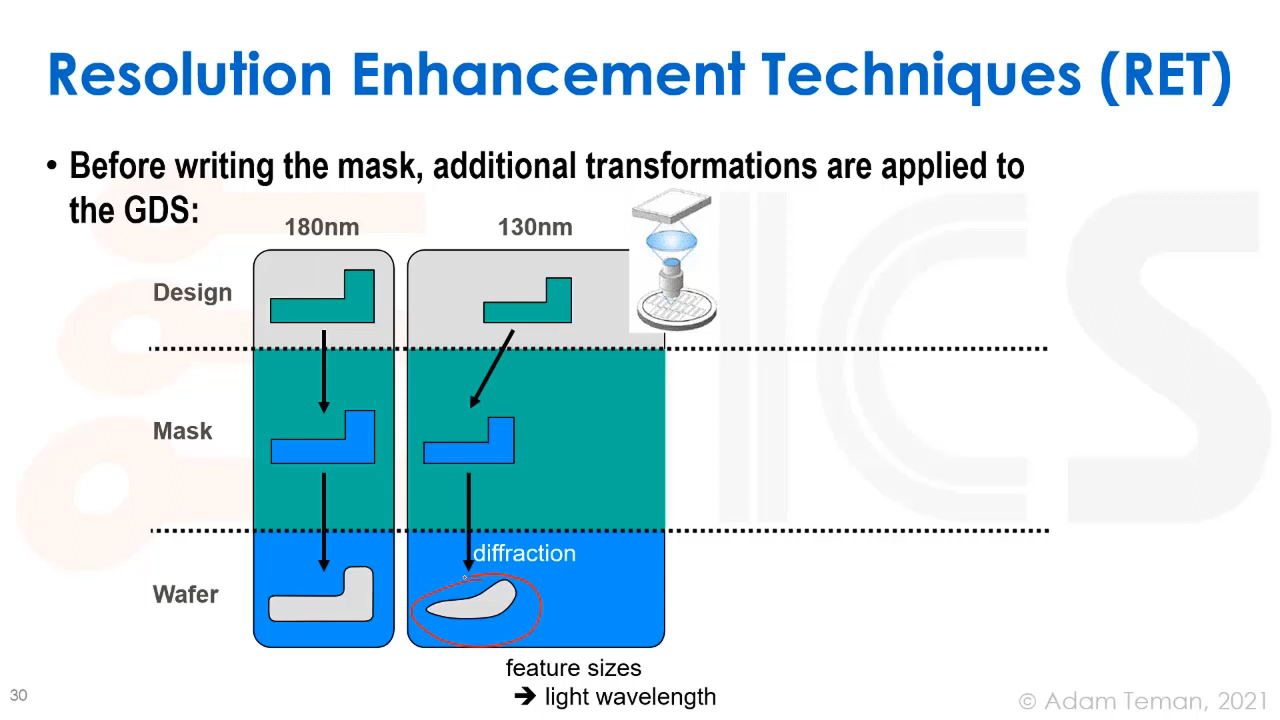 Resolution Enhancement Techniques (RET)
• Before writing the mask, additional transformations are applied to
the GDS:
180nm
130nm
Design
Mask
diffraction
Wafer
feature sizes
➔ light wavelength
30
© Adam Teman, 2021
ICS